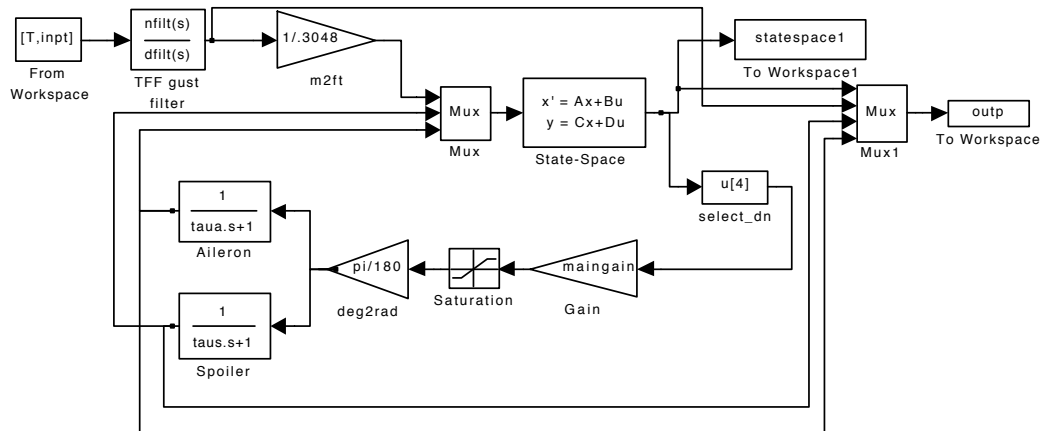 [T,inpt]
From
Workspace
nfilt(s)
dfilt(s)
TFF gust
filter
1/.3048
m2ft
Mux
Mux
x' = Ax+Bu
y = Cx+Du
State-Space
statespace1
To Workspace1
Mux
Mux1
outp
To Workspace
u[4]
select_dn
1
taua.s+1
Aileron
pi/180
deg2rad
Saturation
maingain
Gain
1
taus.s+1
Spoiler